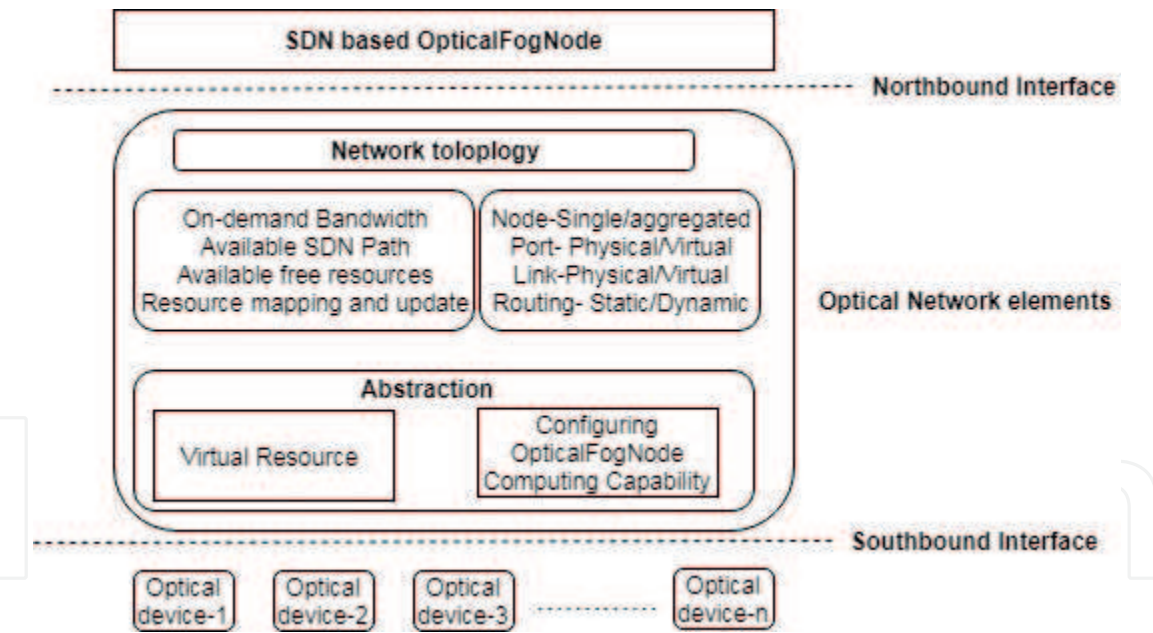 SDN based OpticalFogNode
Northbound Interface
Network toloplogy
On-demand Bandwidth
Available SDN Path
Available free resources
Resource mapping and update
Node-Single/aggregated
Port- Physical/Virtual
Link-Physical/Virtual
Routing- Static/Dynamic
Optical Network elements
Abstraction
Virtual Resource
Configuring
OpticalFogNode
Computing Capability
Southbound Interface
Optical
device-1
Optical
device-2
Optical
device-3
Optical
device-n